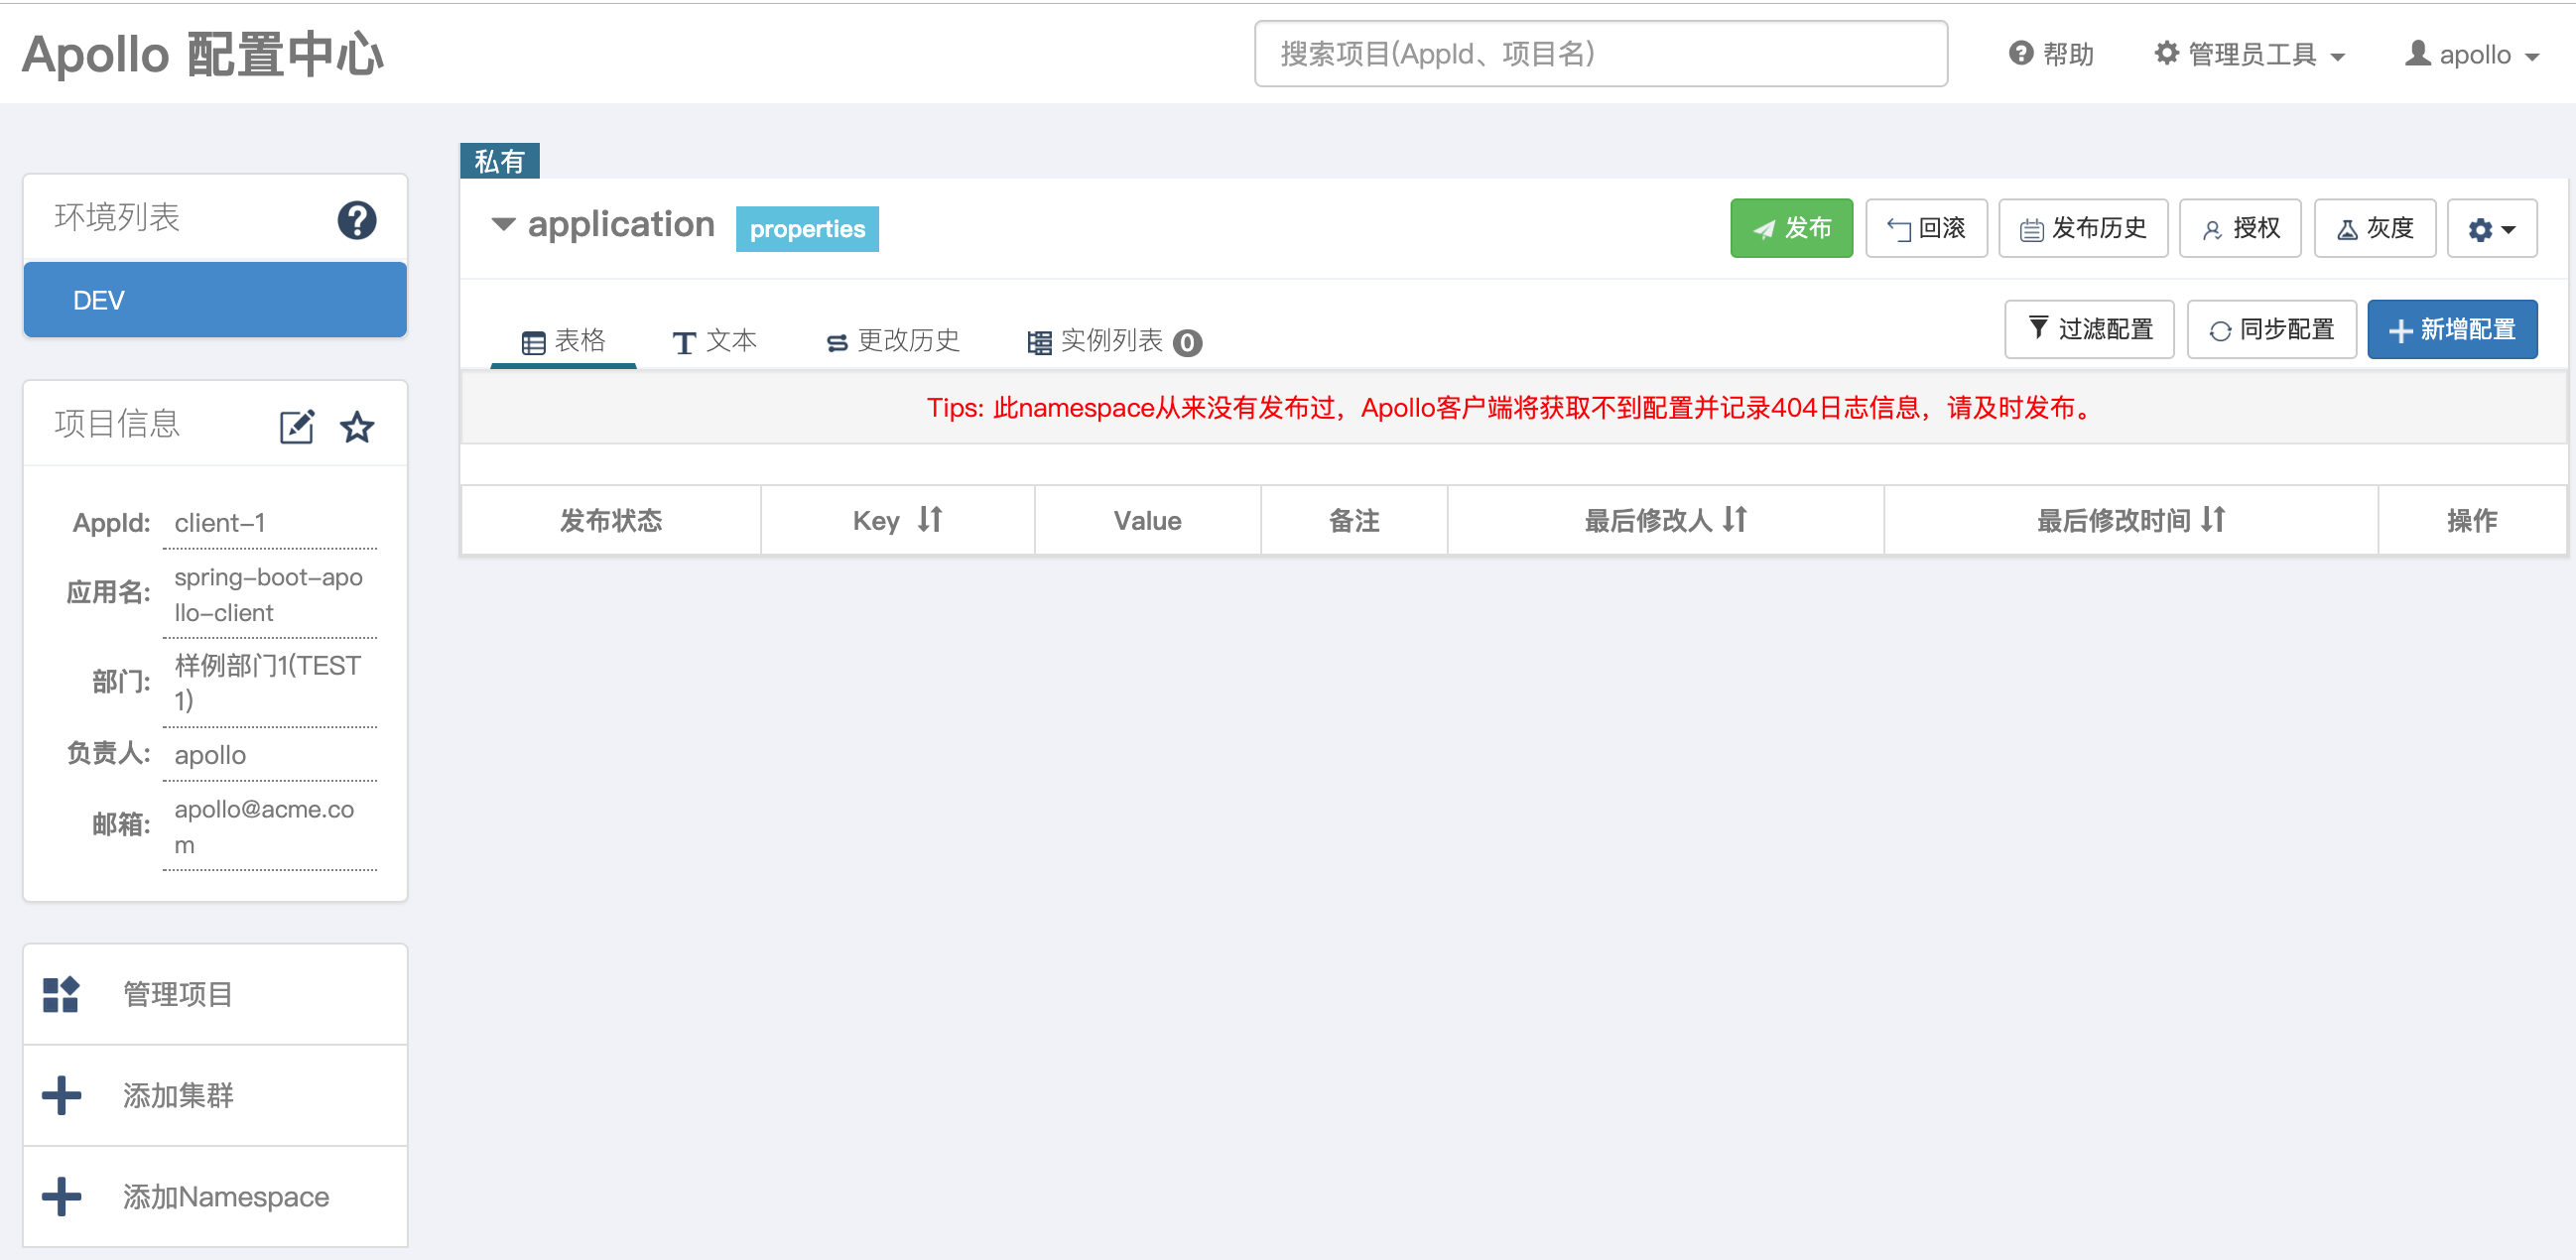 Apollo 配置中心
搜索项目(AppId、项目名)
帮助
管理员工具
apollo
环境列表
DEV
项目信息
AppId: client-1
应用名: spring-boot-apo
llo-client
部门: 样例部门1(TEST
1)
负责人: apollo
邮箱: apollo@acme.co
m
管理项目
添加集群
添加Namespace
私有
application properties
发布 回滚 发布历史 授权 灰度
表格 文本 更改历史 实例列表 0
过滤配置 同步配置 新增配置
Tips: 此namespace从来没有发布过，Apollo客户端将获取不到配置并记录404日志信息，请及时发布。
发布状态 Key Value 备注 最后修改人 最后修改时间 操作